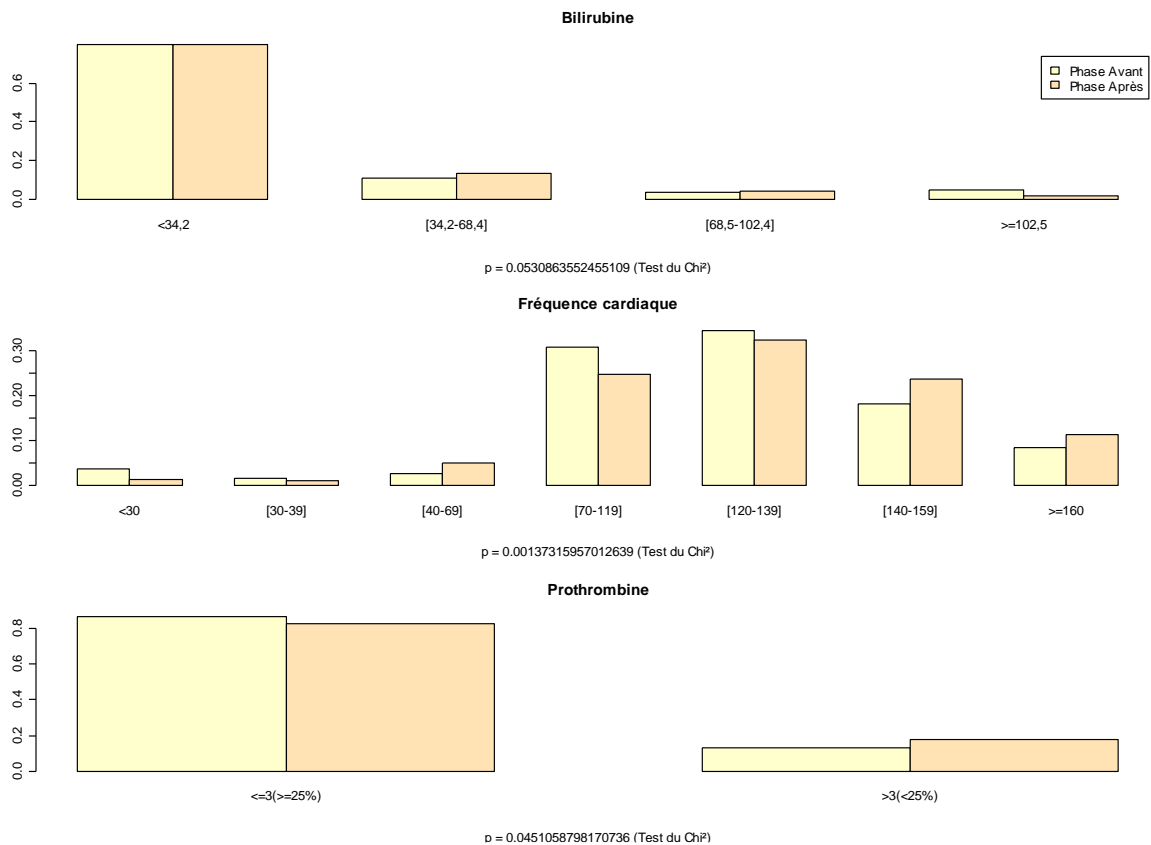 Bilirubine
0.0 0.2 0.4 0.6
Phase Avant
Phase Après
<34,2 [34,2-68,4] [68,5-102,4] >=102,5
p = 0.0530863552455109 (Test du Chi²)
Fréquence cardiaque
0.00 0.10 0.20 0.30
<30 [30-39] [40-69] [70-119] [120-139] [140-159] >=160
p = 0.00137315957012639 (Test du Chi²)
Prothrombine
0.0 0.2 0.4 0.6 0.8
<=3(>=25%) >3(<25%)
p = 0.0451058798170736 (Test du Chi²)